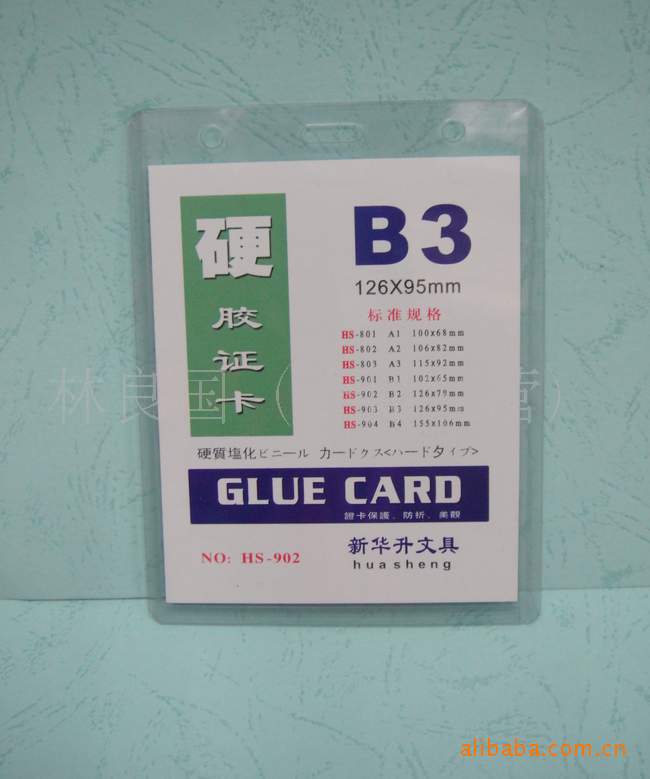 硬
胶
证
卡
B3
126X95mm
标准规格
HS-801 A1 100x68mm
HS-802 A2 106x82mm
HS-803 A3 115x92mm
HS-901 B1 102x65mm
HS-902 B2 126x79mm
HS-903 B3 126x95mm
HS-904 B4 155x106mm
硬質塩化ビニール カードクス<ハードタイプ>
GLUE CARD
證卡保護、防折、美觀
NO: HS-902
新华升文具
huasheng
林良国（ 营）
alibaba.com.cn